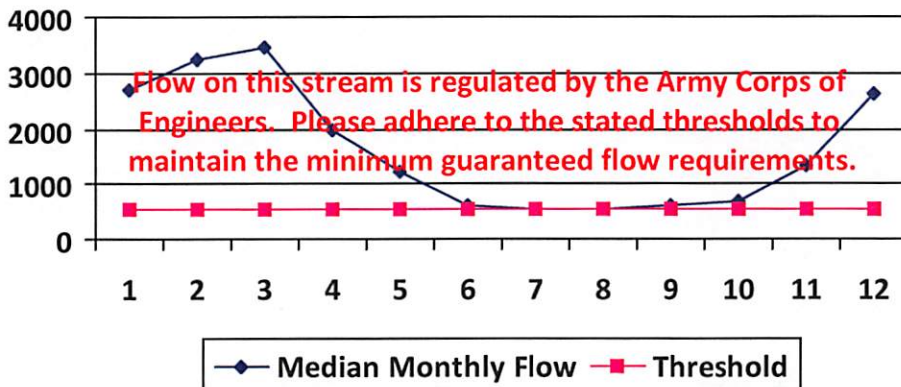 4000
3000
2000
1000
0
Flow on this stream is regulated by the Army Corps of
Engineers. Please adhere to the stated thresholds to
maintain the minimum guaranteed flow requirements.
1 2 3 4 5 6 7 8 9 10 11 12
Median Monthly Flow Threshold